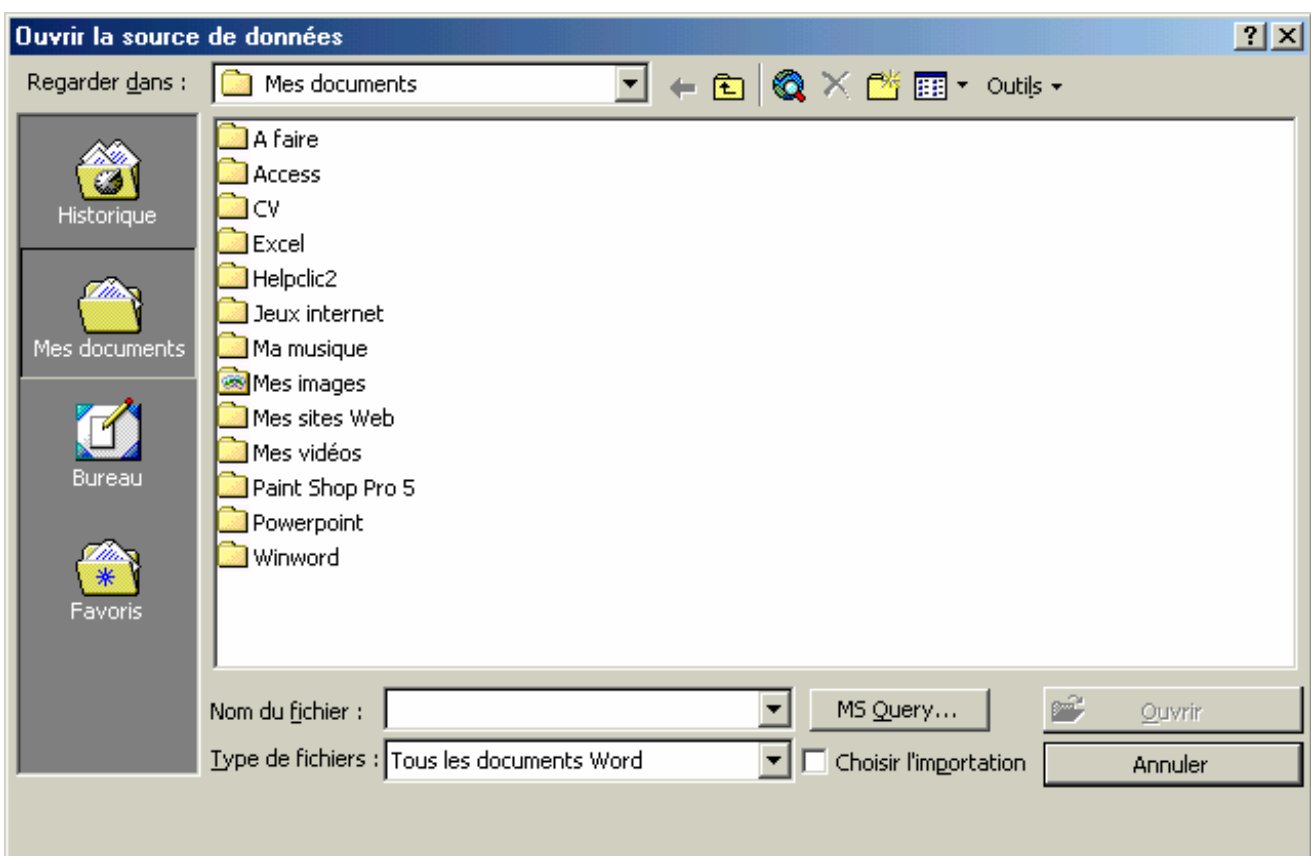 Ouvrir la source de données
Regarder dans : Mes documents Outils
Historique
Mes documents
Bureau
Favoris
A faire
Access
CV
Excel
Helpclic2
Jeux internet
Ma musique
Mes images
Mes sites Web
Mes vidéos
Paint Shop Pro 5
Powerpoint
Winword
Nom du fichier : MS Query... Ouvrir
Type de fichiers : Tous les documents Word Choisir l'importation Annuler